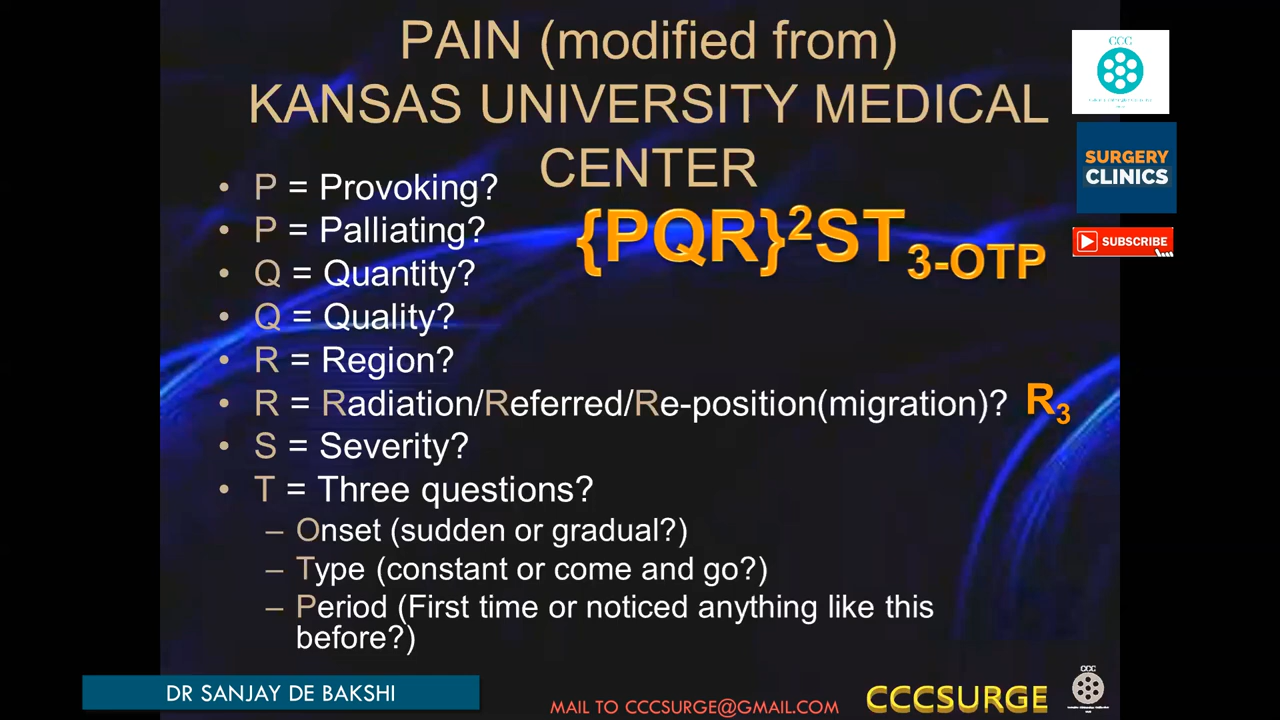 PAIN (modified from)
KANSAS UNIVERSITY MEDICAL
CENTER
• P = Provoking?
• P = Palliating?
• Q = Quantity?
• Q = Quality?
• R = Region?
• R = Radiation/Referred/Re-position(migration)? R3
• S = Severity?
• T = Three questions?
– Onset (sudden or gradual?)
– Type (constant or come and go?)
– Period (First time or noticed anything like this
before?)
{PQR}²ST3-OTP
CCC
SURGERY
CLINICS
SUBSCRIBE
DR SANJAY DE BAKSHI
MAIL TO CCCSURGE@GMAIL.COM
CCCSURGE
CCC